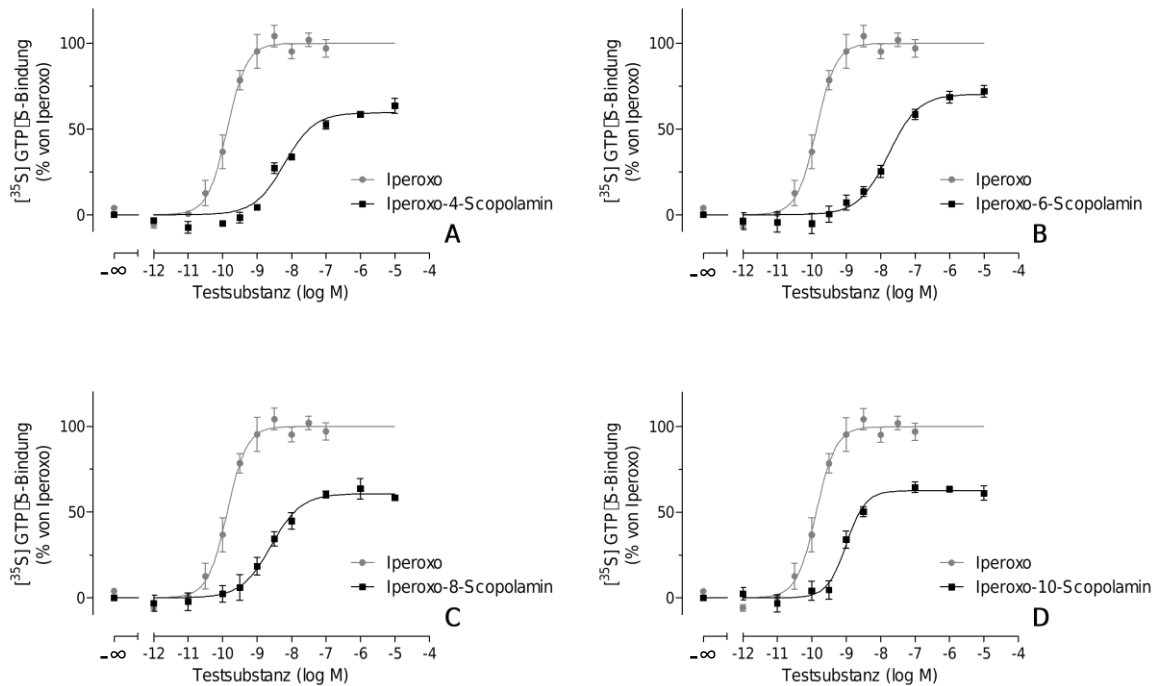 [³⁵S] GTP□S-Bindung
(% von Iperoxo)
100
50
0
Iperoxo
Iperoxo-4-Scopolamin
A
-∞ -12 -11 -10 -9 -8 -7 -6 -5 -4
Testsubstanz (log M)
[³⁵S] GTP□S-Bindung
(% von Iperoxo)
100
50
0
Iperoxo
Iperoxo-6-Scopolamin
B
-∞ -12 -11 -10 -9 -8 -7 -6 -5 -4
Testsubstanz (log M)
[³⁵S] GTP□S-Bindung
(% von Iperoxo)
100
50
0
Iperoxo
Iperoxo-8-Scopolamin
C
-∞ -12 -11 -10 -9 -8 -7 -6 -5 -4
Testsubstanz (log M)
[³⁵S] GTP□S-Bindung
(% von Iperoxo)
100
50
0
Iperoxo
Iperoxo-10-Scopolamin
D
-∞ -12 -11 -10 -9 -8 -7 -6 -5 -4
Testsubstanz (log M)